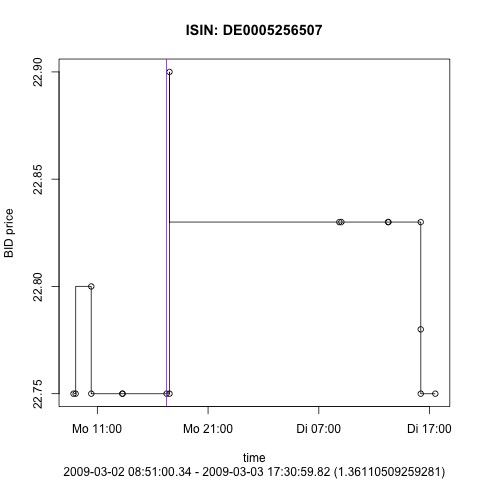 ISIN: DE0005256507
22.90
22.85
22.80
22.75
BID price
Mo 11:00 Mo 21:00 Di 07:00 Di 17:00
time
2009-03-02 08:51:00.34 - 2009-03-03 17:30:59.82 (1.36110509259281)